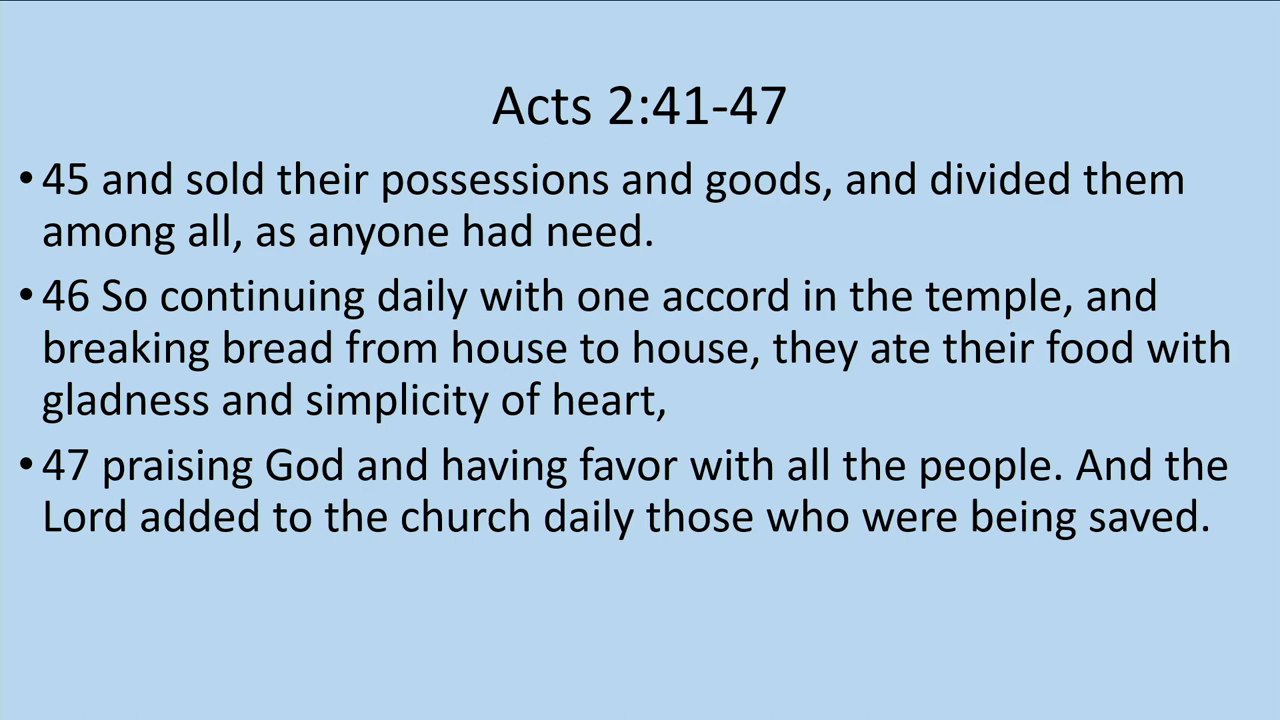 Acts 2:41-47
• 45 and sold their possessions and goods, and divided them
among all, as anyone had need.
• 46 So continuing daily with one accord in the temple, and
breaking bread from house to house, they ate their food with
gladness and simplicity of heart,
• 47 praising God and having favor with all the people. And the
Lord added to the church daily those who were being saved.